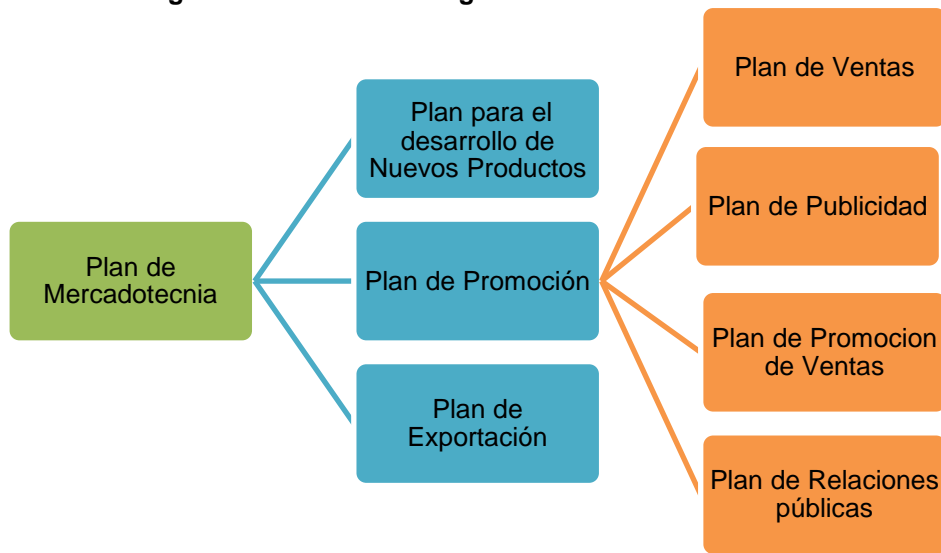 Plan de
Mercadotecnia
Plan para el
desarrollo de
Nuevos Productos
Plan de Promoción
Plan de
Exportación
Plan de Ventas
Plan de Publicidad
Plan de Promocion
de Ventas
Plan de Relaciones
públicas